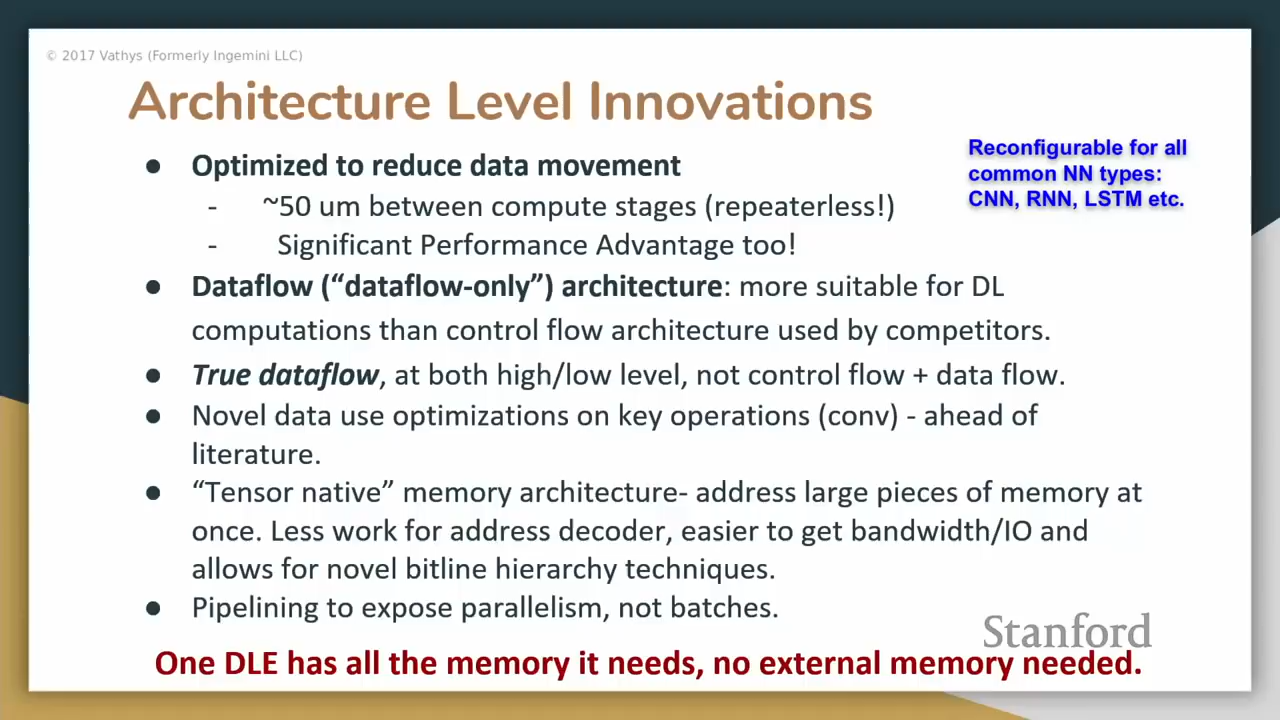 © 2017 Vathys (Formerly Ingemini LLC)
Architecture Level Innovations
Reconfigurable for all
common NN types:
CNN, RNN, LSTM etc.
● Optimized to reduce data movement
- ~50 um between compute stages (repeaterless!)
- Significant Performance Advantage too!
● Dataflow (“dataflow-only”) architecture: more suitable for DL
computations than control flow architecture used by competitors.
● True dataflow, at both high/low level, not control flow + data flow.
● Novel data use optimizations on key operations (conv) - ahead of
literature.
● “Tensor native” memory architecture- address large pieces of memory at
once. Less work for address decoder, easier to get bandwidth/IO and
allows for novel bitline hierarchy techniques.
● Pipelining to expose parallelism, not batches.
Stanford
One DLE has all the memory it needs, no external memory needed.